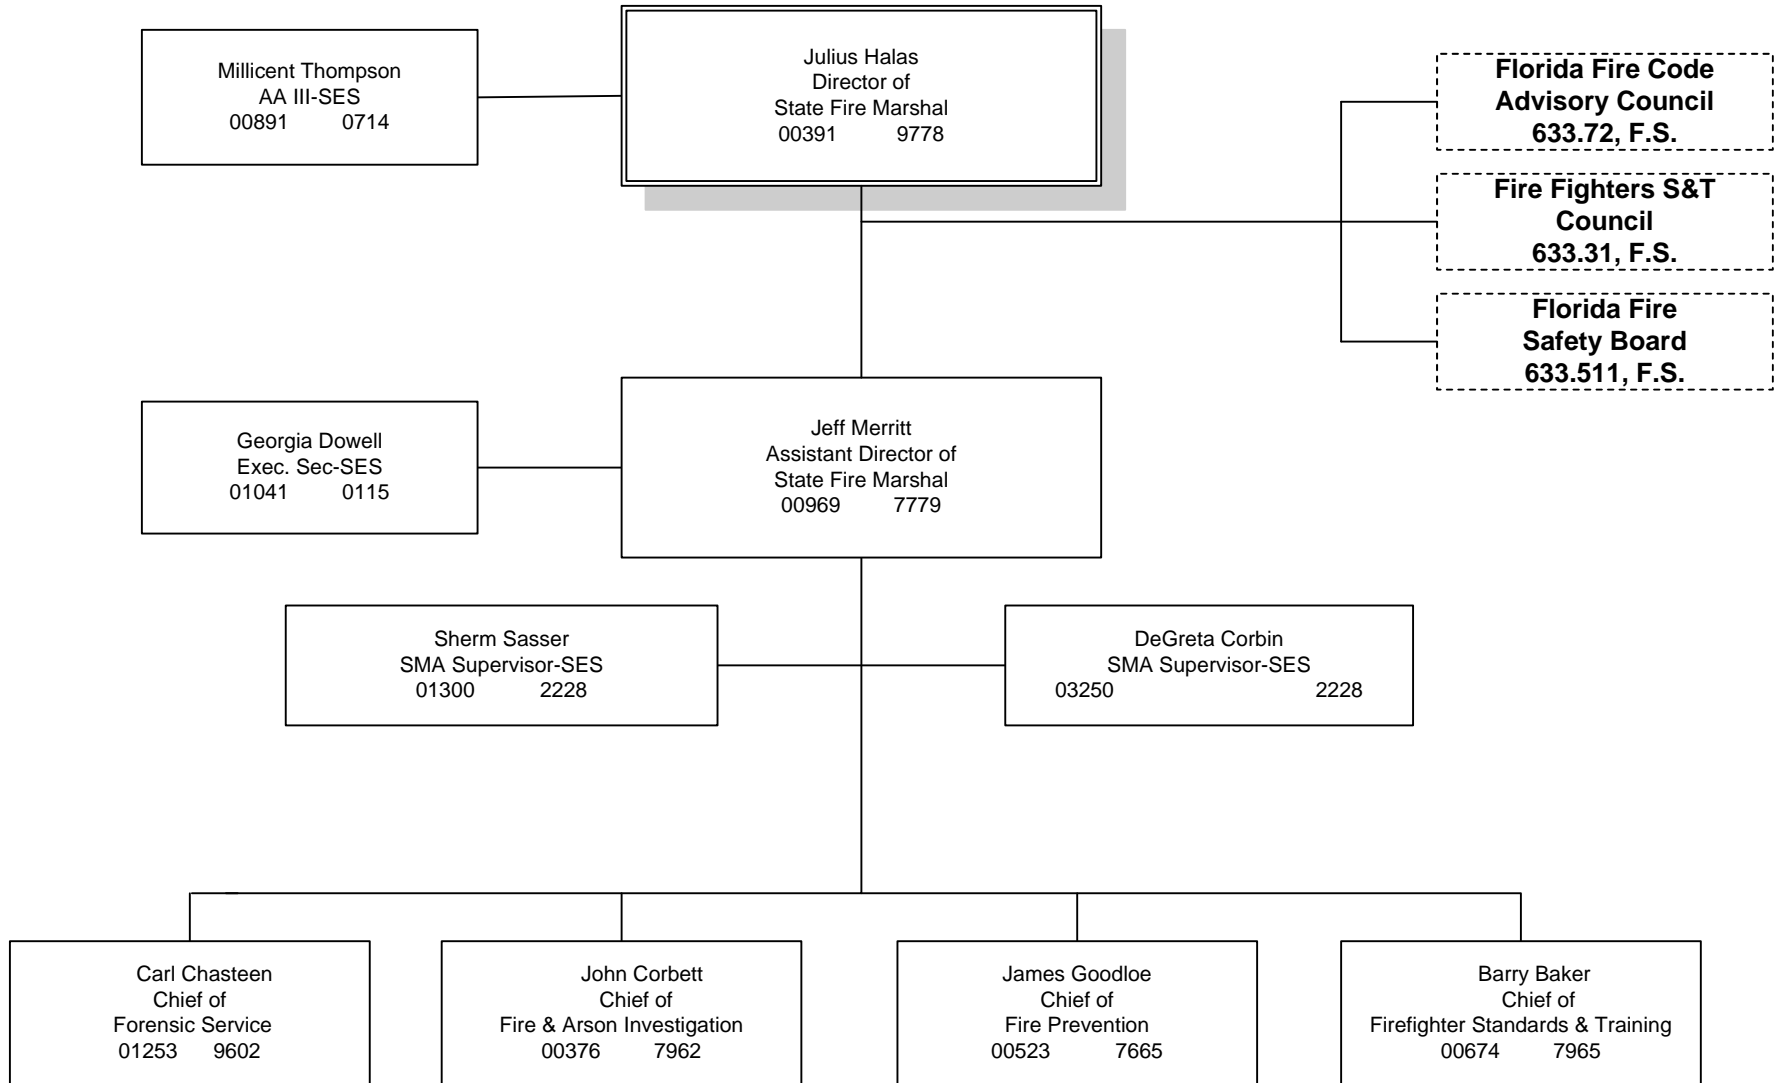 Millicent Thompson
AA III-SES
00891 0714
Julius Halas
Director of
State Fire Marshal
00391 9778
Florida Fire Code
Advisory Council
633.72, F.S.
Fire Fighters S&T
Council
633.31, F.S.
Florida Fire
Safety Board
633.511, F.S.
Georgia Dowell
Exec. Sec-SES
01041 0115
Jeff Merritt
Assistant Director of
State Fire Marshal
00969 7779
Sherm Sasser
SMA Supervisor-SES
01300 2228
DeGreta Corbin
SMA Supervisor-SES
03250 2228
Carl Chasteen
Chief of
Forensic Service
01253 9602
John Corbett
Chief of
Fire & Arson Investigation
00376 7962
James Goodloe
Chief of
Fire Prevention
00523 7665
Barry Baker
Chief of
Firefighter Standards & Training
00674 7965